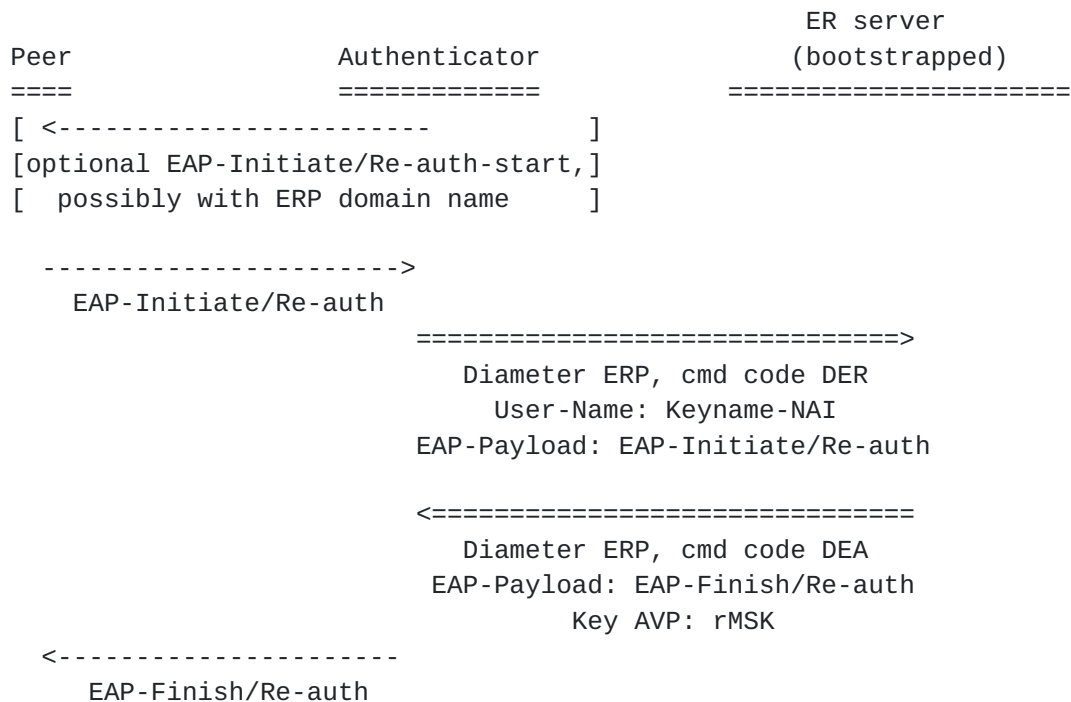 ER server
Peer                 Authenticator                (bootstrapped)
====                 =============            ======================
[ <------------------------          ]
[optional EAP-Initiate/Re-auth-start,]
[  possibly with ERP domain name     ]

  ----------------------->
    EAP-Initiate/Re-auth
                          ===============================>
                             Diameter ERP, cmd code DER
                               User-Name: Keyname-NAI
                          EAP-Payload: EAP-Initiate/Re-auth

                          <===============================
                             Diameter ERP, cmd code DEA
                           EAP-Payload: EAP-Finish/Re-auth
                                    Key AVP: rMSK
  <----------------------
     EAP-Finish/Re-auth